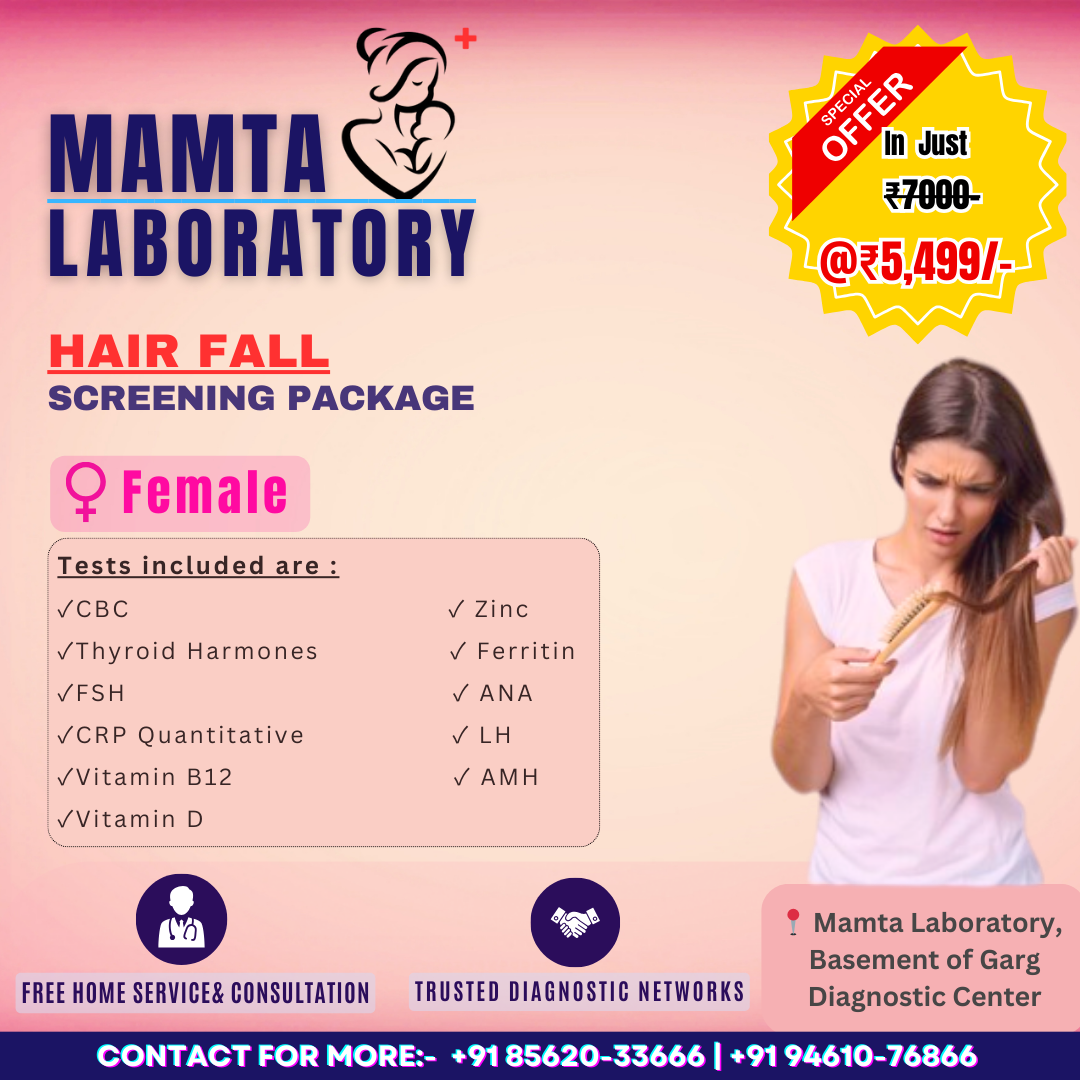 MAMTA
LABORATORY
SPECIAL
OFFER
In Just
₹7000-
@₹5,499/-
HAIR FALL
SCREENING PACKAGE
Female
Tests included are :
✓CBC
✓Thyroid Harmones
✓FSH
✓CRP Quantitative
✓Vitamin B12
✓Vitamin D
✓ Zinc
✓ Ferritin
✓ ANA
✓ LH
✓ AMH
FREE HOME SERVICE& CONSULTATION
TRUSTED DIAGNOSTIC NETWORKS
Mamta Laboratory,
Basement of Garg
Diagnostic Center
CONTACT FOR MORE:- +91 85620-33666 | +91 94610-76866